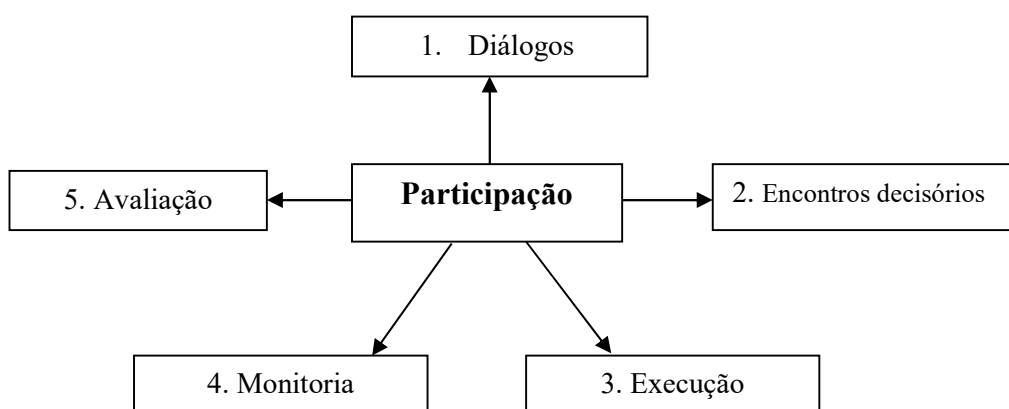 1. Diálogos
5. Avaliação
Participação
2. Encontros decisórios
4. Monitoria
3. Execução